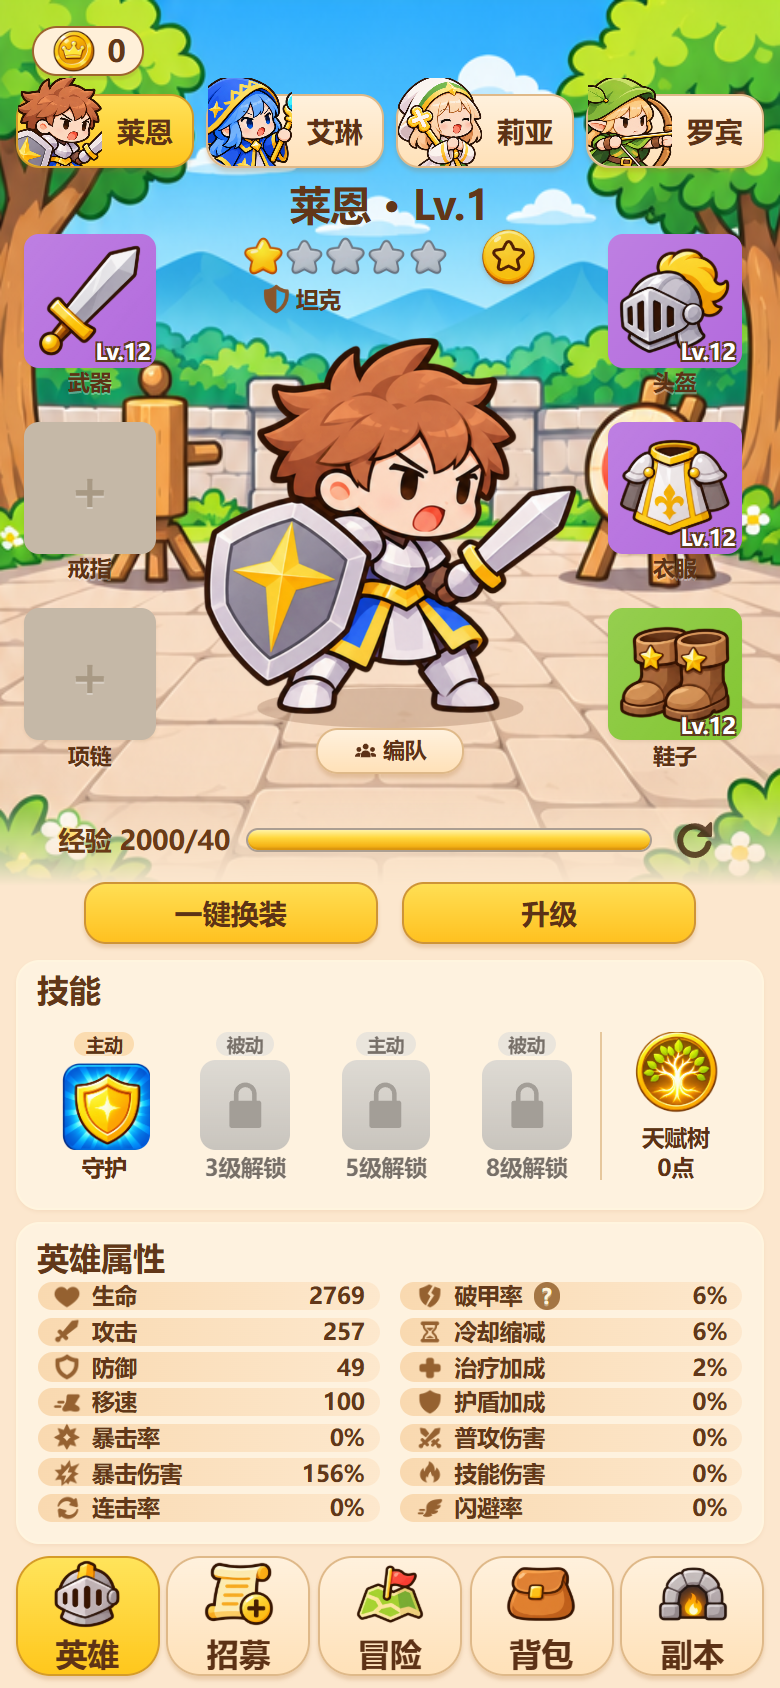 0
莱恩
艾琳
莉亚
罗宾
莱恩·Lv.1
坦克
Lv.12
武器
Lv.12
头盔
戒指
Lv.12
衣服
项链
Lv.12
鞋子
编队
经验 2000/40
一键换装
升级
技能
主动
被动
主动
被动
守护
3级解锁
5级解锁
8级解锁
天赋树
0点
英雄属性
生命 2769
破甲率 ? 6%
攻击 257
冷却缩减 6%
防御 49
治疗加成 2%
移速 100
护盾加成 0%
暴击率 0%
普攻伤害 0%
暴击伤害 156%
技能伤害 0%
连击率 0%
闪避率 0%
英雄
招募
冒险
背包
副本